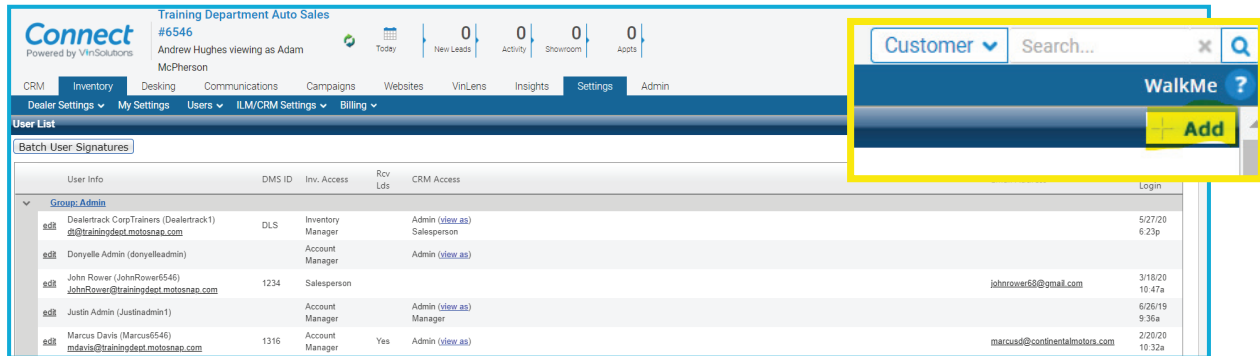 Connect
Powered by VinSolutions
Training Department Auto Sales
#6546
Andrew Hughes viewing as Adam
McPherson
Today
0
New Leads
0
Activity
0
Showroom
0
Appts
Customer
Search...
WalkMe ?
+ Add
CRM Inventory Desking Communications Campaigns Websites VinLens Insights Settings Admin
Dealer Settings My Settings Users ILM/CRM Settings Billing
User List
Batch User Signatures
User Info DMS ID Inv. Access Rcv Lds CRM Access Login
Group: Admin
edit Dealertrack CorpTrainers (Dealertrack1) DLS Inventory Admin (view as) 5/27/20
dt@trainingdept.motosnap.com Manager Salesperson 6:23p
edit Donyelle Admin (donyelleadmin) Account Manager Admin (view as)
edit John Rower (JohnRower6546) 1234 Salesperson johnrower68@gmail.com 3/18/20
JohnRower@trainingdept.motosnap.com 10:47a
edit Justin Admin (Justinadmin1) Account Admin (view as) 6/26/19
Manager Manager 9:36a
edit Marcus Davis (Marcus6546) 1316 Account Yes Admin (view as) marcusd@continentalmotors.com 2/20/20
mdavis@trainingdept.motosnap.com Manager 10:32a